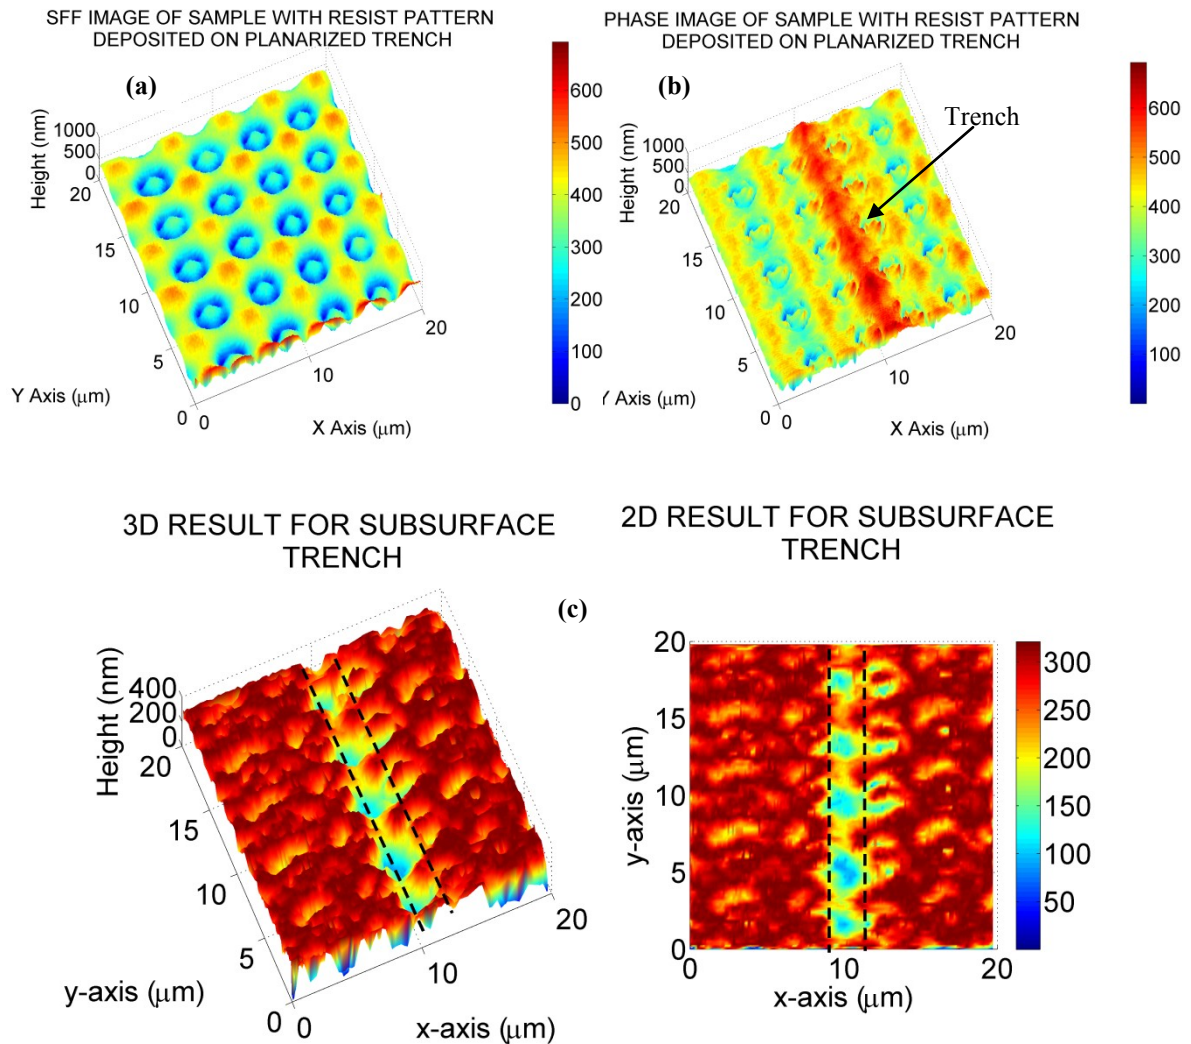 SFF IMAGE OF SAMPLE WITH RESIST PATTERN
DEPOSITED ON PLANARIZED TRENCH
(a)
Height (nm)
1000
500
0
20
15
10
5
0
Y Axis (μm)
0
10
20
X Axis (μm)
600
500
400
300
200
100
0
PHASE IMAGE OF SAMPLE WITH RESIST PATTERN
DEPOSITED ON PLANARIZED TRENCH
(b)
Trench
Height (nm)
1000
500
0
20
15
10
5
0
Y Axis (μm)
0
10
20
X Axis (μm)
600
500
400
300
200
100
3D RESULT FOR SUBSURFACE
TRENCH
(c)
Height (nm)
400
200
0
20
15
10
5
0
y-axis (μm)
0
10
20
x-axis (μm)
2D RESULT FOR SUBSURFACE
TRENCH
y-axis (μm)
20
15
10
5
0
0
10
20
x-axis (μm)
300
250
200
150
100
50